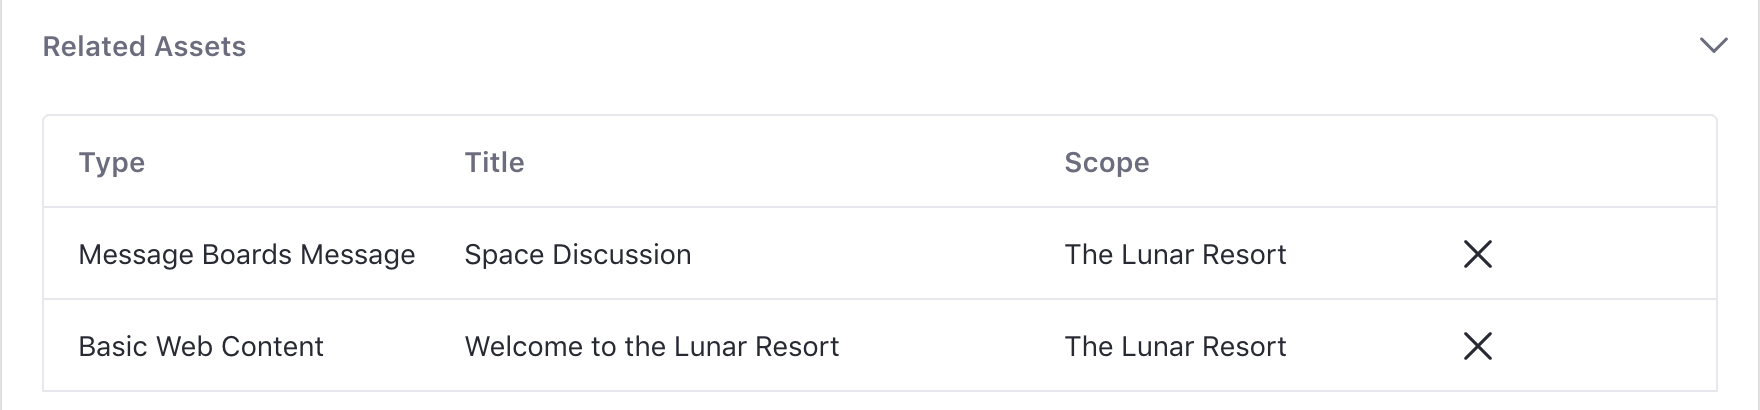 Related Assets
Type Title Scope
Message Boards Message Space Discussion The Lunar Resort
Basic Web Content Welcome to the Lunar Resort The Lunar Resort